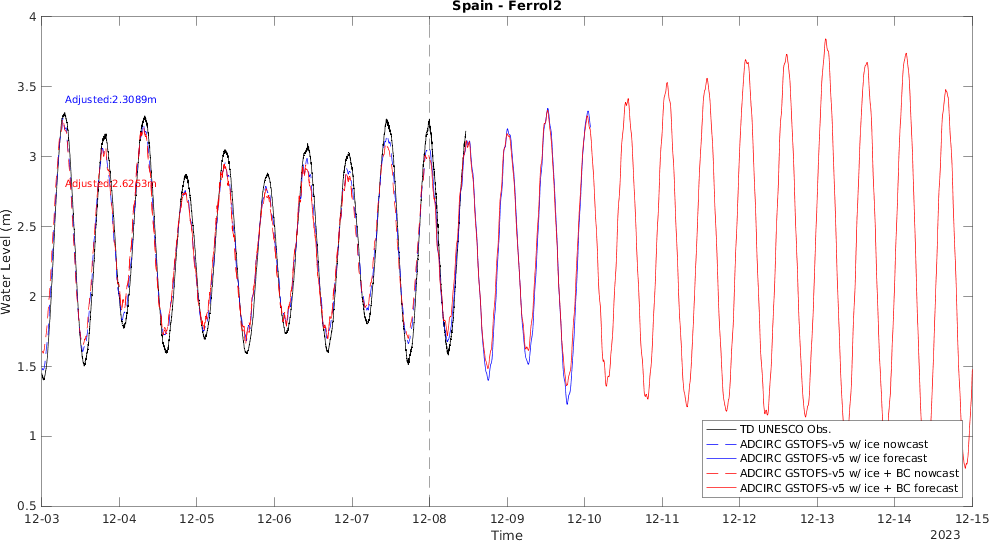 Spain - Ferrol2
4
3.5
3
2.5
2
1.5
1
0.5
Water Level (m)
Adjusted:2.3089m
Adjusted:2.6263m
TD UNESCO Obs.
ADCIRC GSTOFS-v5 w/ ice nowcast
ADCIRC GSTOFS-v5 w/ ice forecast
ADCIRC GSTOFS-v5 w/ ice + BC nowcast
ADCIRC GSTOFS-v5 w/ ice + BC forecast
12-03 12-04 12-05 12-06 12-07 12-08 12-09 12-10 12-11 12-12 12-13 12-14 12-15
Time
2023